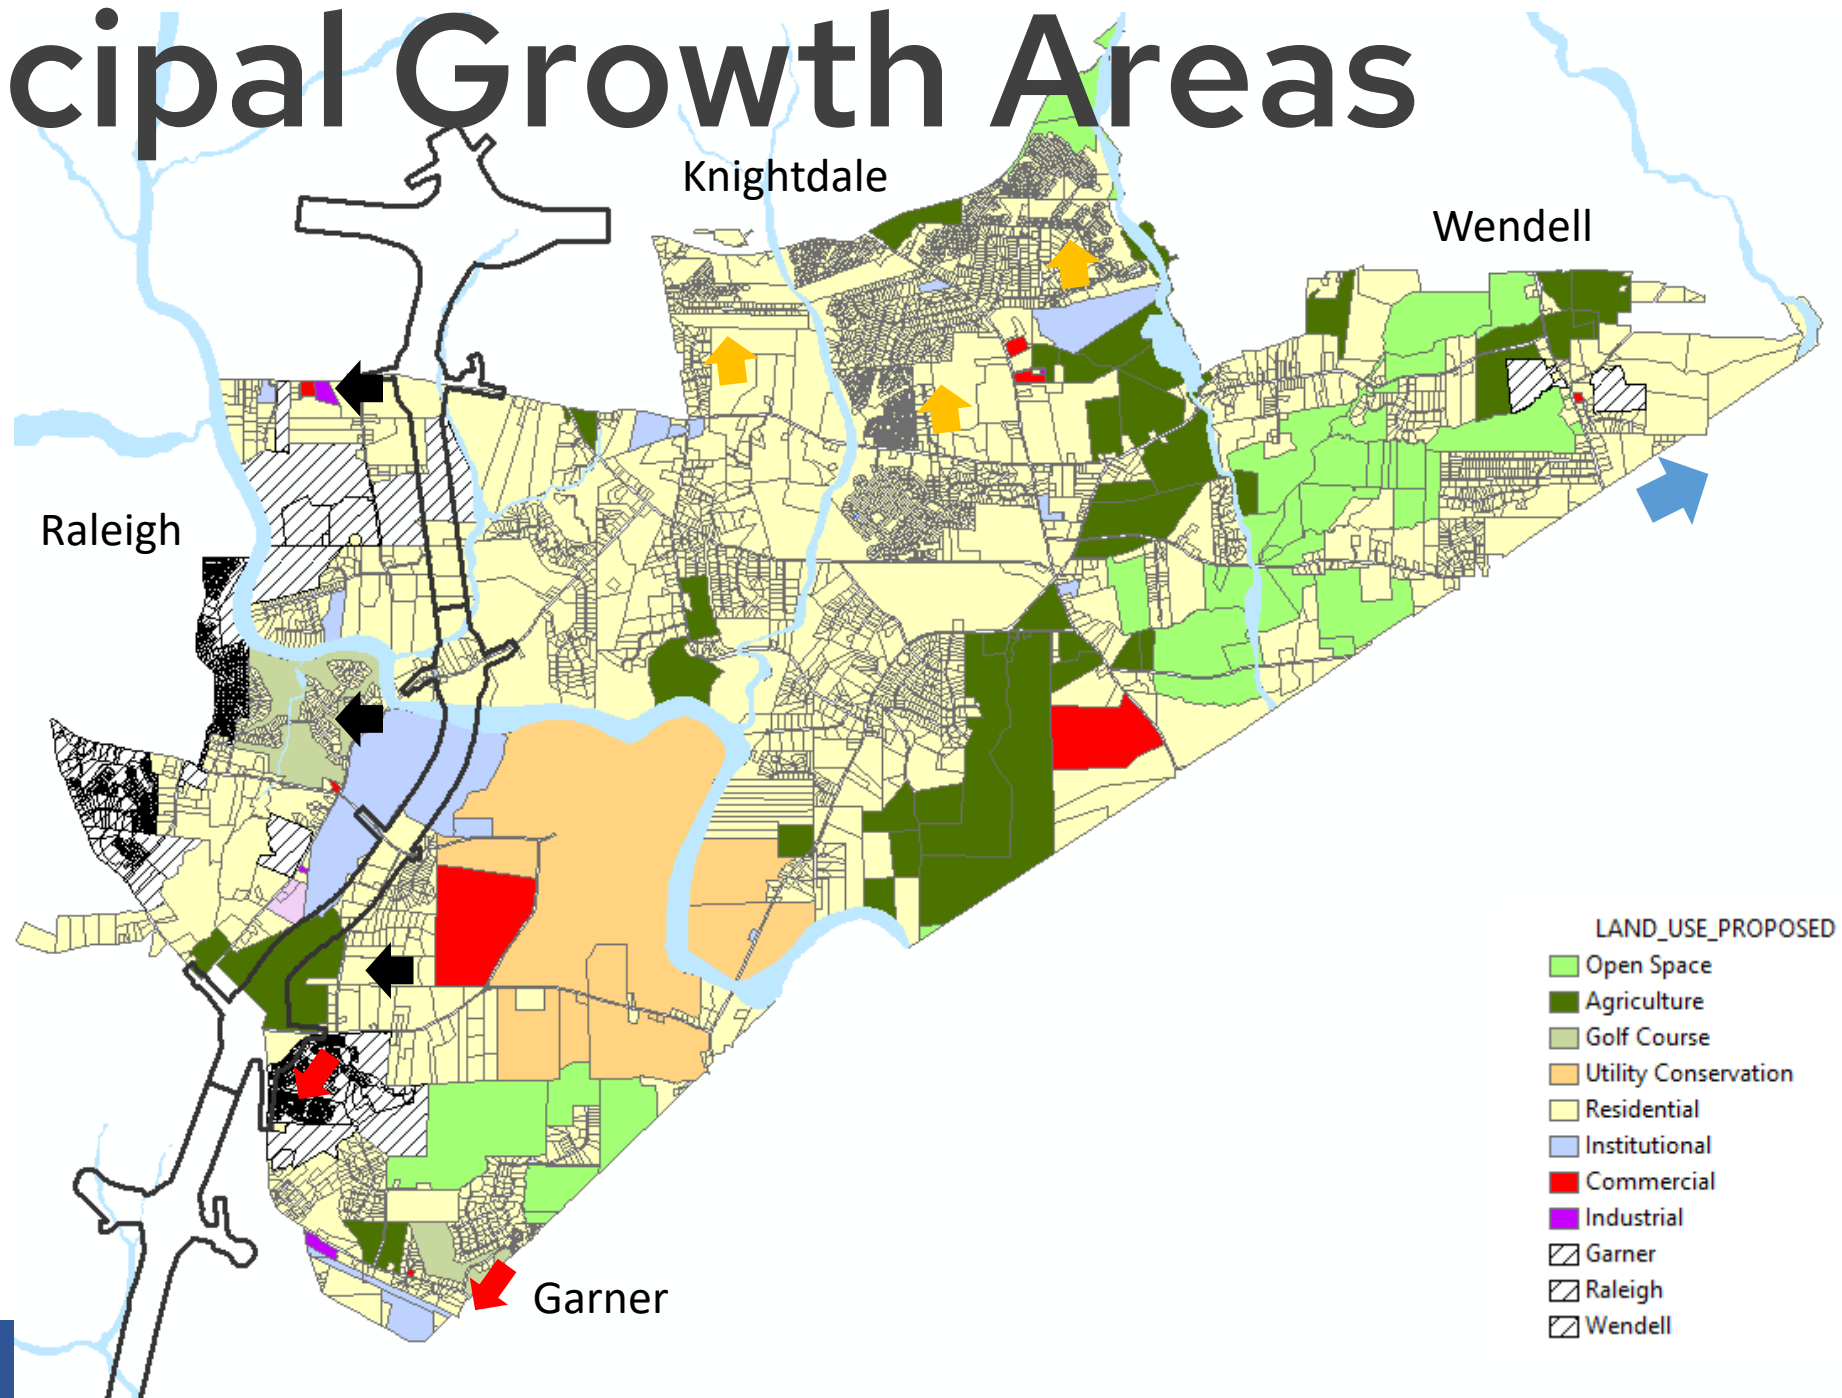 cipal Growth Areas
Knightdale
Wendell
Raleigh
Garner
LAND_USE_PROPOSED
Open Space
Agriculture
Golf Course
Utility Conservation
Residential
Institutional
Commercial
Industrial
Garner
Raleigh
Wendell